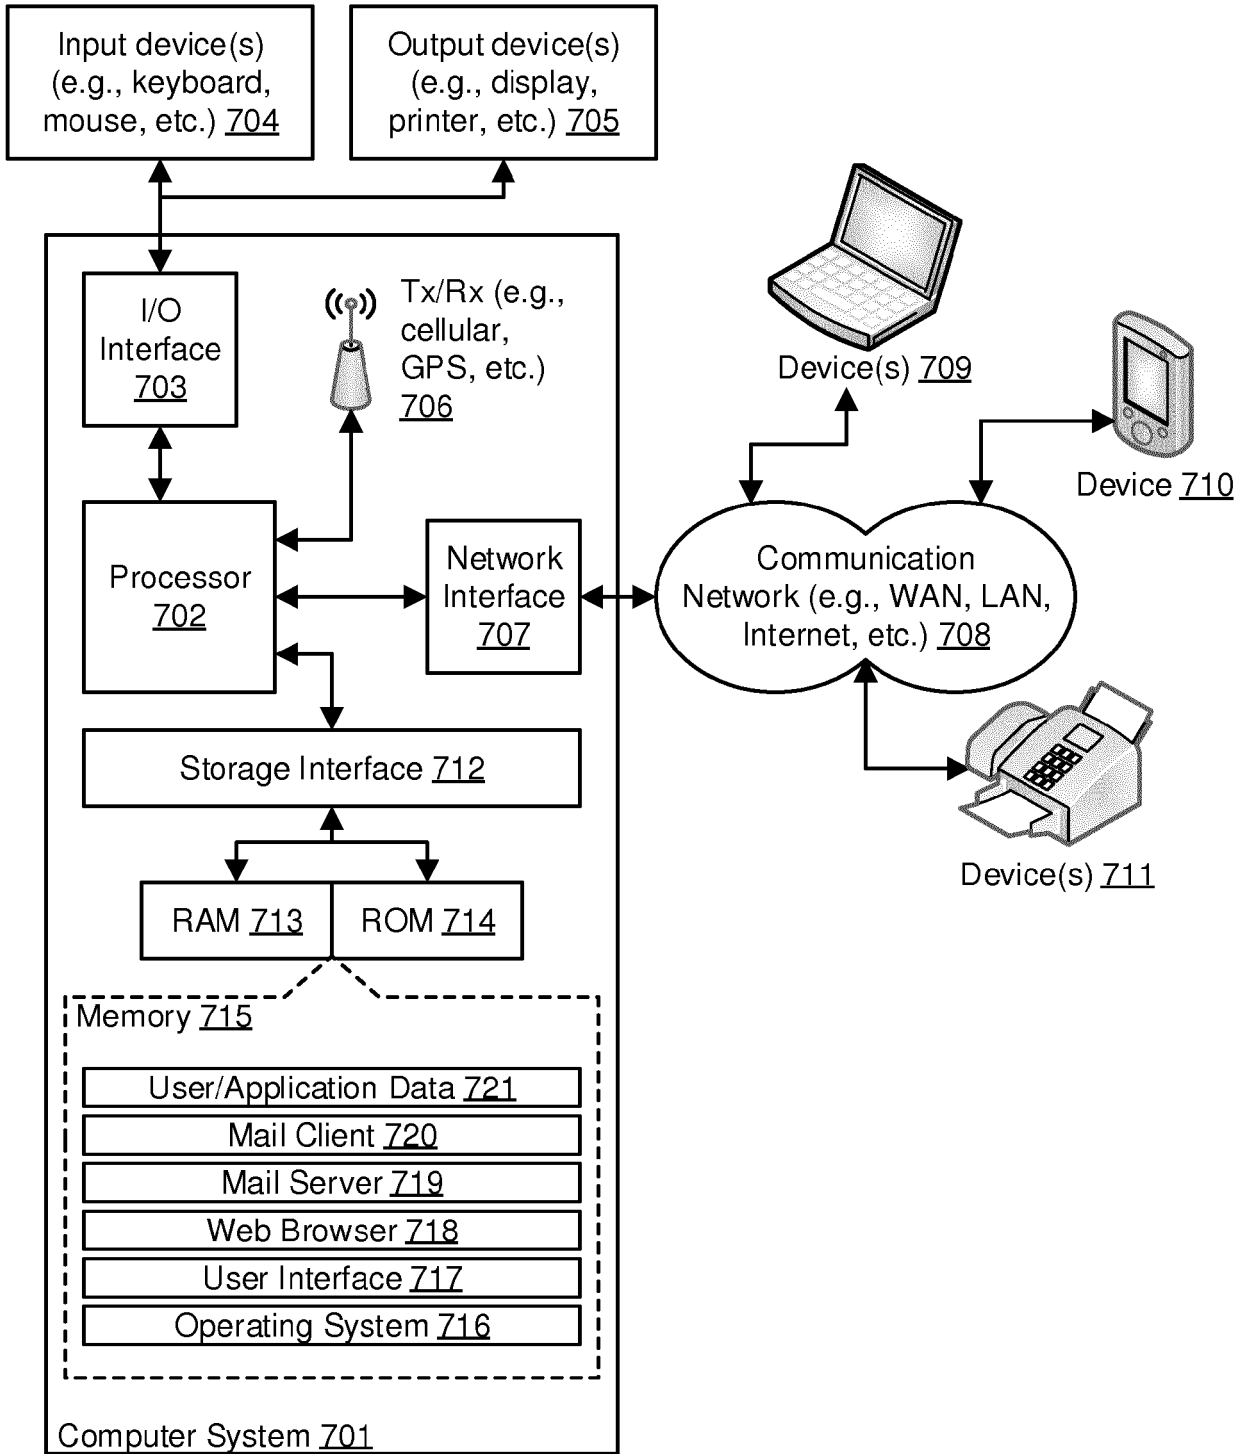 Input device(s)
(e.g., keyboard,
mouse, etc.) 704
Output device(s)
(e.g., display,
printer, etc.) 705
I/O
Interface
703
Tx/Rx (e.g.,
cellular,
GPS, etc.)
706
Device(s) 709
Device 710
Processor
702
Network
Interface
707
Communication
Network (e.g., WAN, LAN,
Internet, etc.) 708
Storage Interface 712
Device(s) 711
RAM 713
ROM 714
Memory 715
User/Application Data 721
Mail Client 720
Mail Server 719
Web Browser 718
User Interface 717
Operating System 716
Computer System 701